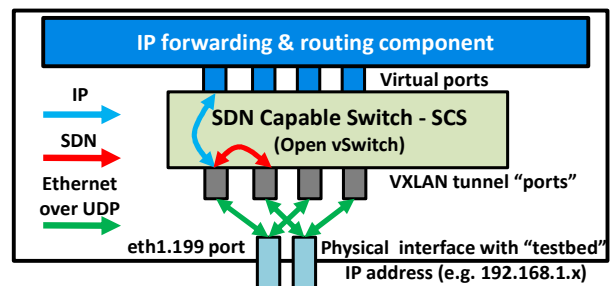 IP forwarding & routing component
Virtual ports
IP
SDN Capable Switch - SCS
(Open vSwitch)
SDN
VXLAN tunnel “ports”
Ethernet
over UDP
eth1.199 port
Physical interface with “testbed”
IP address (e.g. 192.168.1.x)